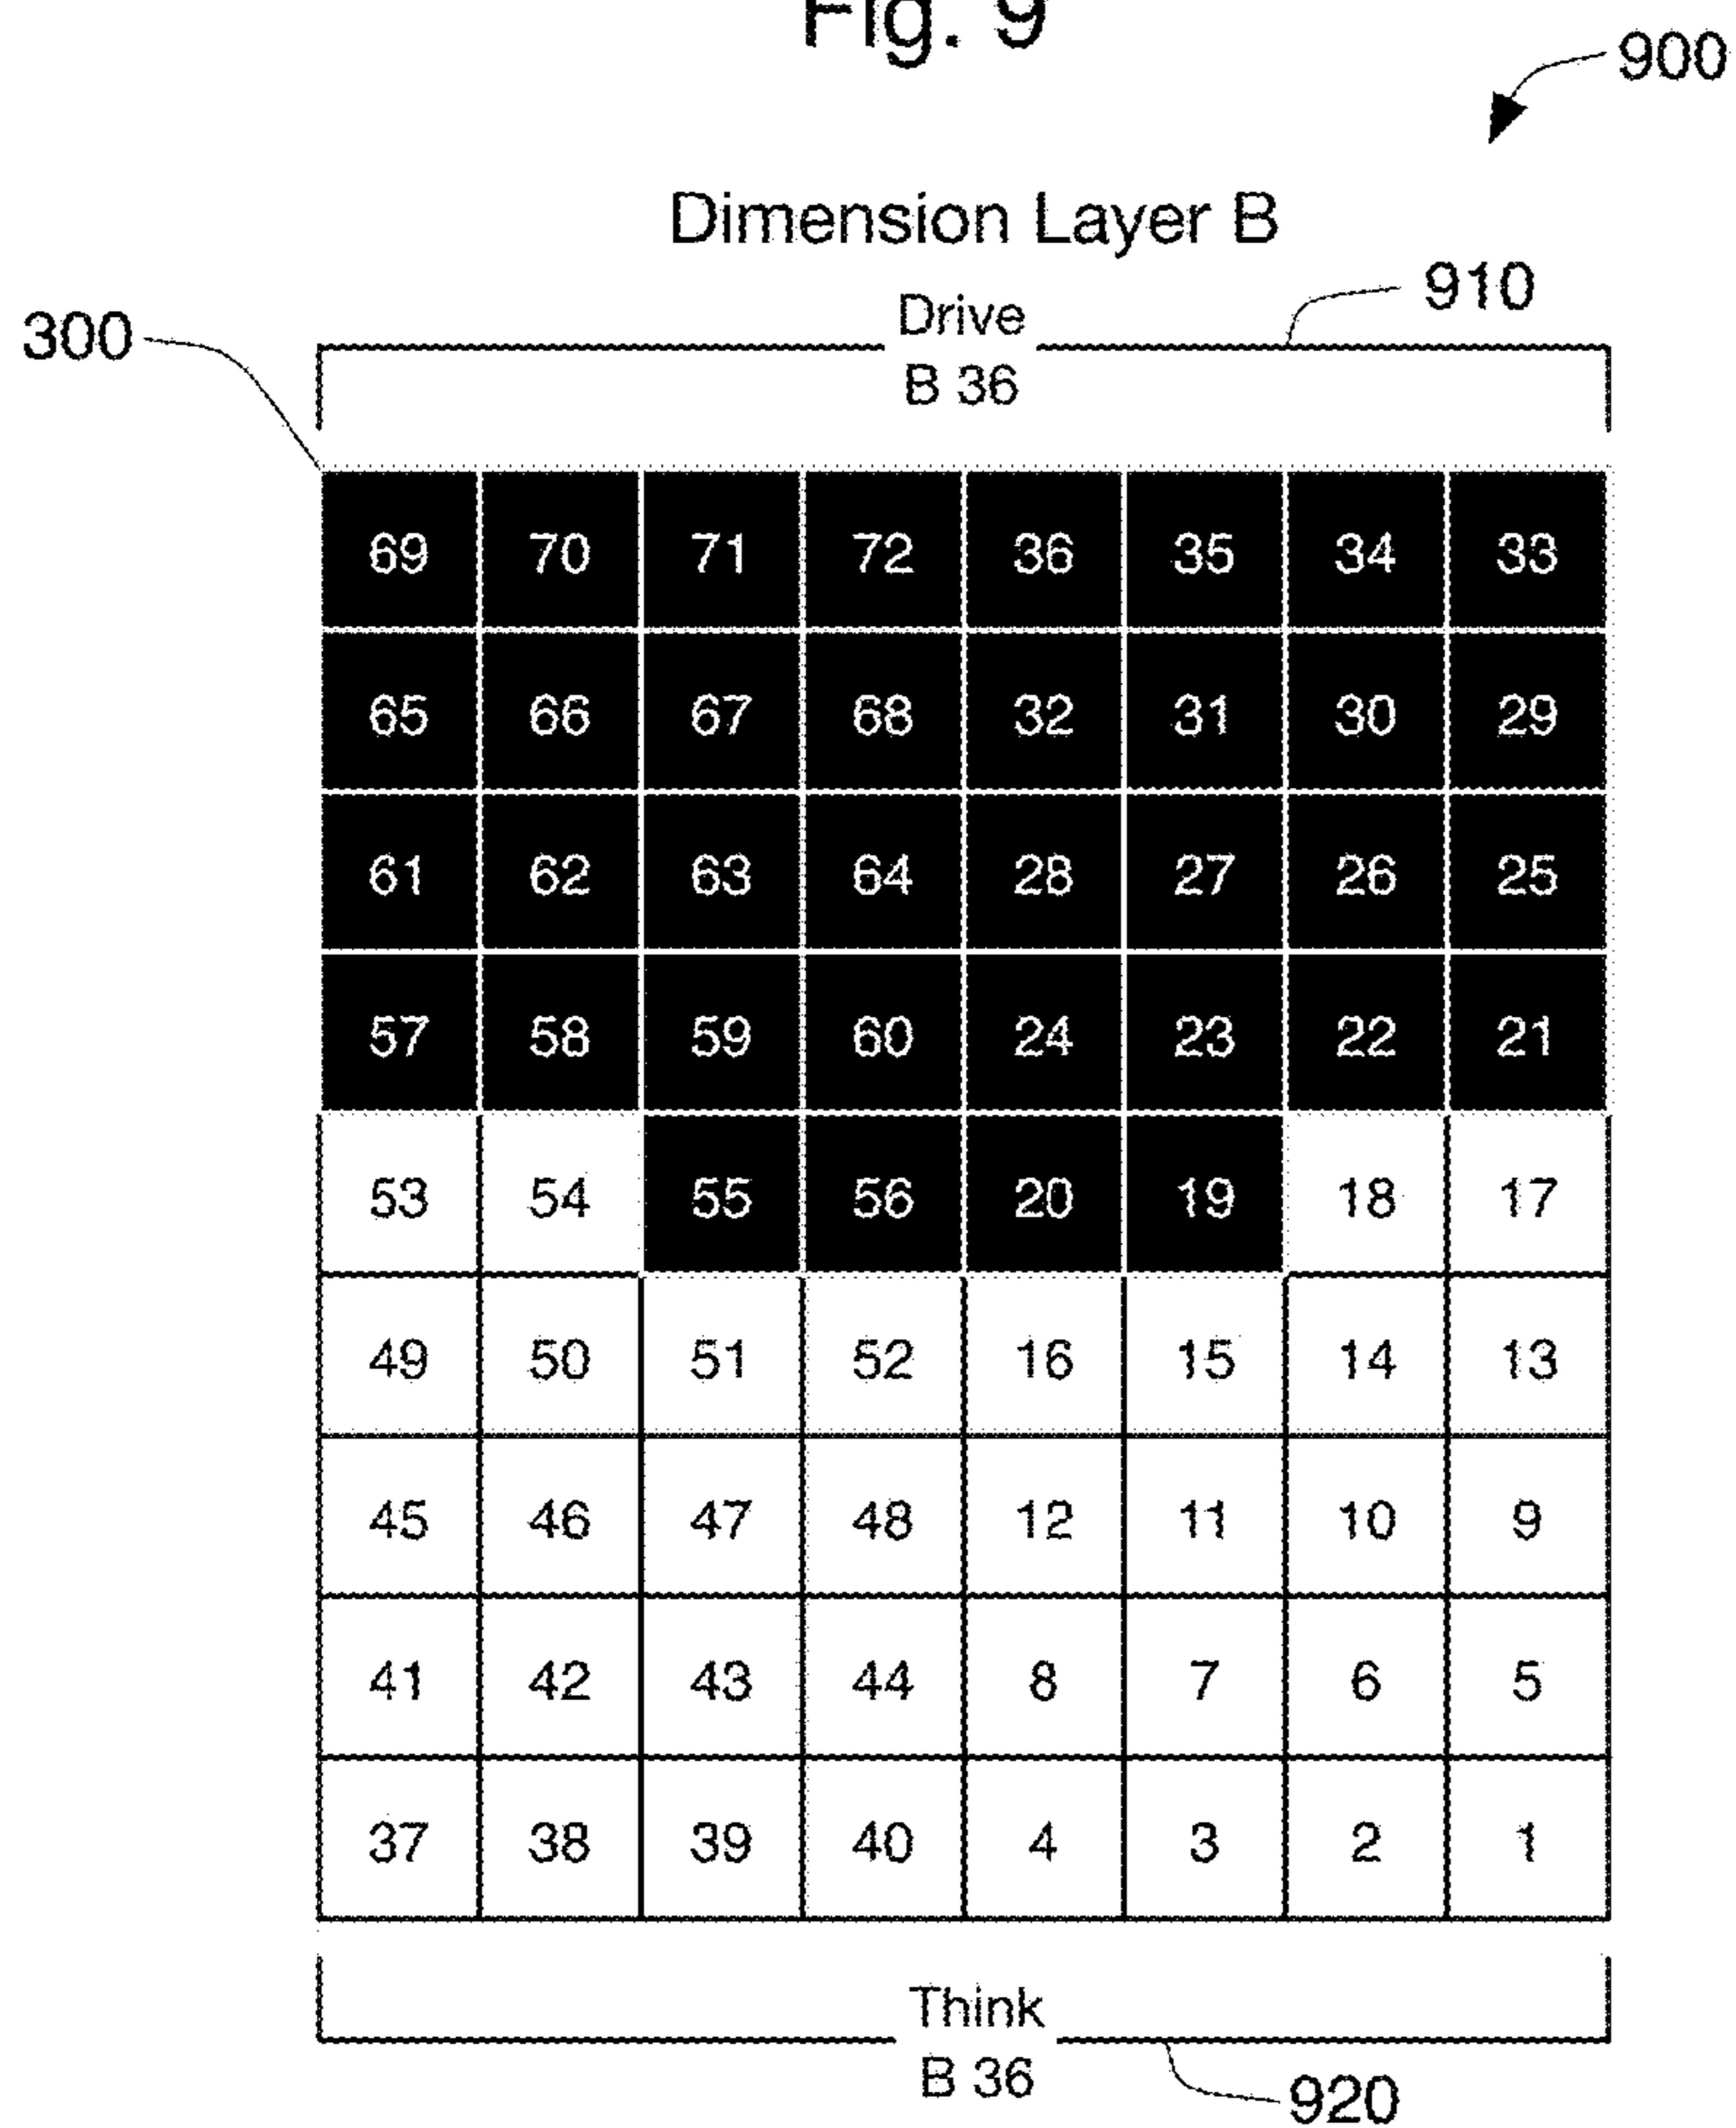 Fig. 9
900
Dimension Layer B
910
Drive
300
B 36
69 70 71 72 36 35 34 33
65 66 67 68 32 31 30 29
61 62 63 64 28 27 26 25
57 58 59 60 24 23 22 21
53 54 55 56 20 19 18 17
49 50 51 52 16 15 14 13
45 46 47 48 12 11 10 9
41 42 43 44 8 7 6 5
37 38 39 40 4 3 2 1
Think
B 36
920